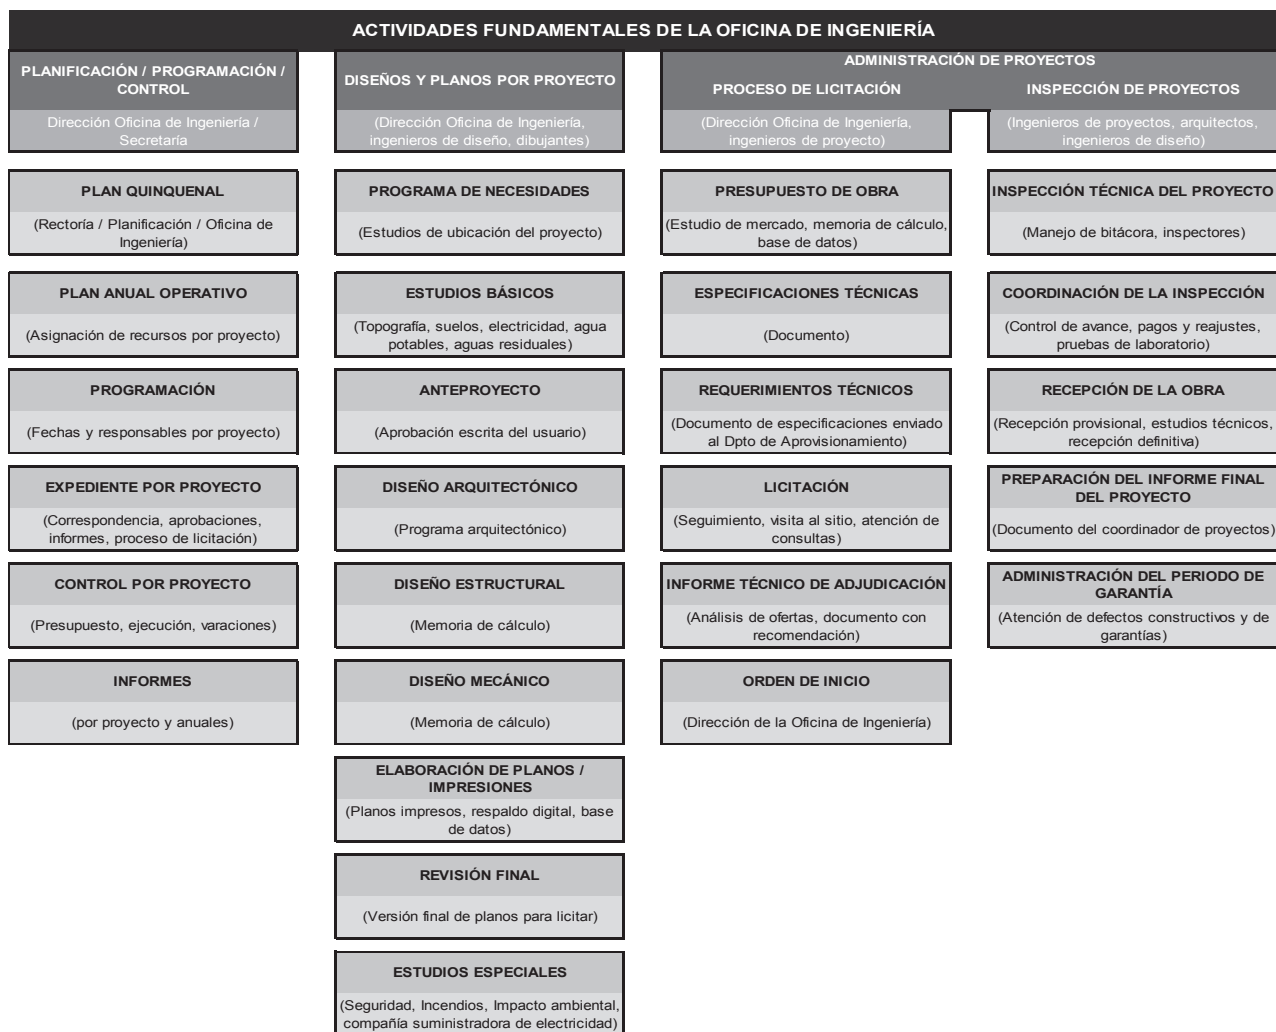 ACTIVIDADES FUNDAMENTALES DE LA OFICINA DE INGENIERÍA
PLANIFICACIÓN / PROGRAMACIÓN /
CONTROL
Dirección Oficina de Ingeniería /
Secretaría
PLAN QUINQUENAL
(Rectoría / Planificación / Oficina de
Ingeniería)
PLAN ANUAL OPERATIVO
(Asignación de recursos por proyecto)
PROGRAMACIÓN
(Fechas y responsables por proyecto)
EXPEDIENTE POR PROYECTO
(Correspondencia, aprobaciones,
informes, proceso de licitación)
CONTROL POR PROYECTO
(Presupuesto, ejecución, varaciones)
INFORMES
(por proyecto y anuales)
DISEÑOS Y PLANOS POR PROYECTO
(Dirección Oficina de Ingeniería,
ingenieros de diseño, dibujantes)
PROGRAMA DE NECESIDADES
(Estudios de ubicación del proyecto)
ESTUDIOS BÁSICOS
(Topografía, suelos, electricidad, agua
potables, aguas residuales)
ANTEPROYECTO
(Aprobación escrita del usuario)
DISEÑO ARQUITECTÓNICO
(Programa arquitectónico)
DISEÑO ESTRUCTURAL
(Memoria de cálculo)
DISEÑO MECÁNICO
(Memoria de cálculo)
ELABORACIÓN DE PLANOS /
IMPRESIONES
(Planos impresos, respaldo digital, base
de datos)
REVISIÓN FINAL
(Versión final de planos para licitar)
ESTUDIOS ESPECIALES
(Seguridad, Incendios, Impacto ambiental,
compañía suministradora de electricidad)
ADMINISTRACIÓN DE PROYECTOS
PROCESO DE LICITACIÓN
(Dirección Oficina de Ingeniería,
ingenieros de proyecto)
PRESUPUESTO DE OBRA
(Estudio de mercado, memoria de cálculo,
base de datos)
ESPECIFICACIONES TÉCNICAS
(Documento)
REQUERIMIENTOS TÉCNICOS
(Documento de especificaciones enviado
al Dpto de Aprovisionamiento)
LICITACIÓN
(Seguimiento, visita al sitio, atención de
consultas)
INFORME TÉCNICO DE ADJUDICACIÓN
(Análisis de ofertas, documento con
recomendación)
ORDEN DE INICIO
(Dirección de la Oficina de Ingeniería)
INSPECCIÓN DE PROYECTOS
(Ingenieros de proyectos, arquitectos,
ingenieros de diseño)
INSPECCIÓN TÉCNICA DEL PROYECTO
(Manejo de bitácora, inspectores)
COORDINACIÓN DE LA INSPECCIÓN
(Control de avance, pagos y reajustes,
pruebas de laboratorio)
RECEPCIÓN DE LA OBRA
(Recepción provisional, estudios técnicos,
recepción definitiva)
PREPARACIÓN DEL INFORME FINAL
DEL PROYECTO
(Documento del coordinador de proyectos)
ADMINISTRACIÓN DEL PERIODO DE
GARANTÍA
(Atención de defectos constructivos y de
garantías)